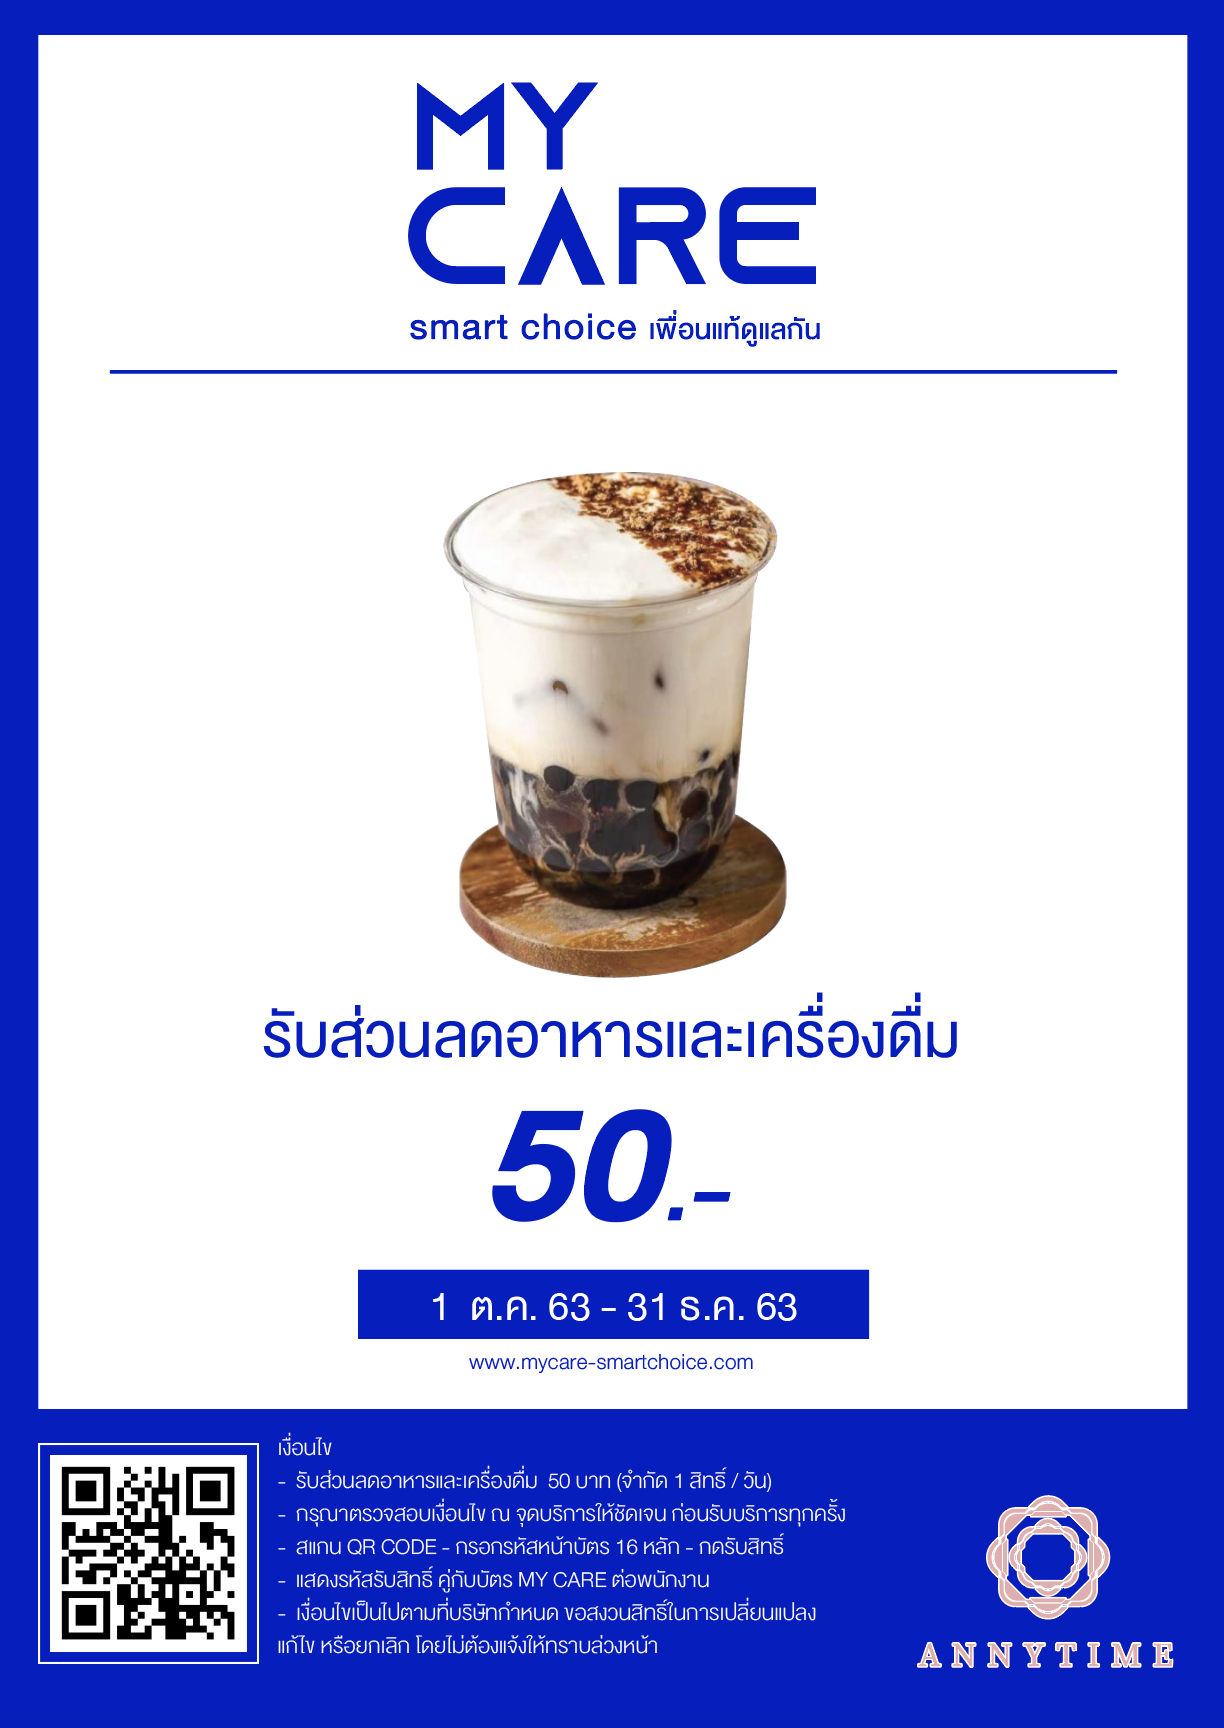 MY
CARE
smart choice เพื่อนแท้ดูแลกัน
รับส่วนลดอาหารและเครื่องดื่ม
50.-
1 ต.ค. 63 - 31 ธ.ค. 63
www.mycare-smartchoice.com
เงื่อนไข
- รับส่วนลดอาหารและเครื่องดื่ม 50 บาท (จำกัด 1 สิทธิ์ / วัน)
- กรุณาตรวจสอบเงื่อนไข ณ จุดบริการให้ชัดเจน ก่อนรับบริการทุกครั้ง
- สแกน QR CODE - กรอกรหัสหน้าบัตร 16 หลัก - กดรับสิทธิ์
- แสดงรหัสรับสิทธิ์ คู่กับบัตร MY CARE ต่อพนักงาน
- เงื่อนไขเป็นไปตามที่บริษัทกำหนด ขอสงวนสิทธิ์ในการเปลี่ยนแปลง
แก้ไข หรือยกเลิก โดยไม่ต้องแจ้งให้ทราบล่วงหน้า
ANNYTIME